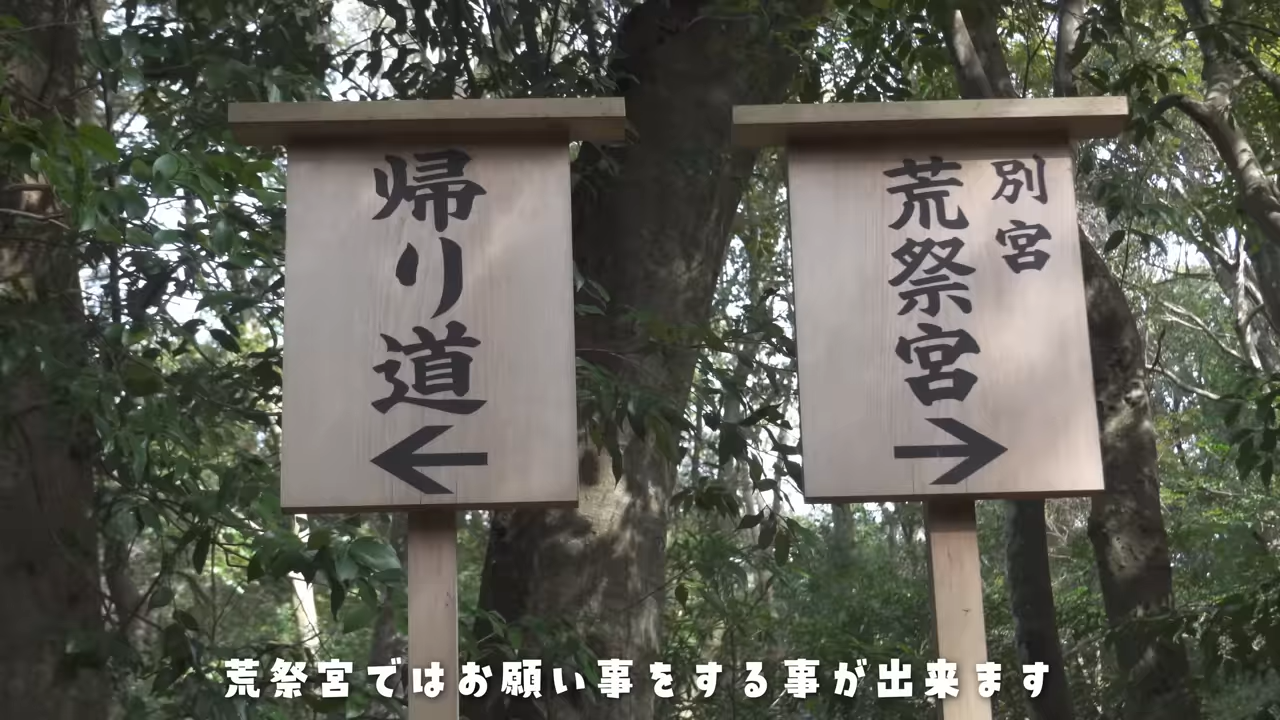 帰り道
←
別宮
荒祭宮
→
荒祭宮ではお願い事をする事が出来ます